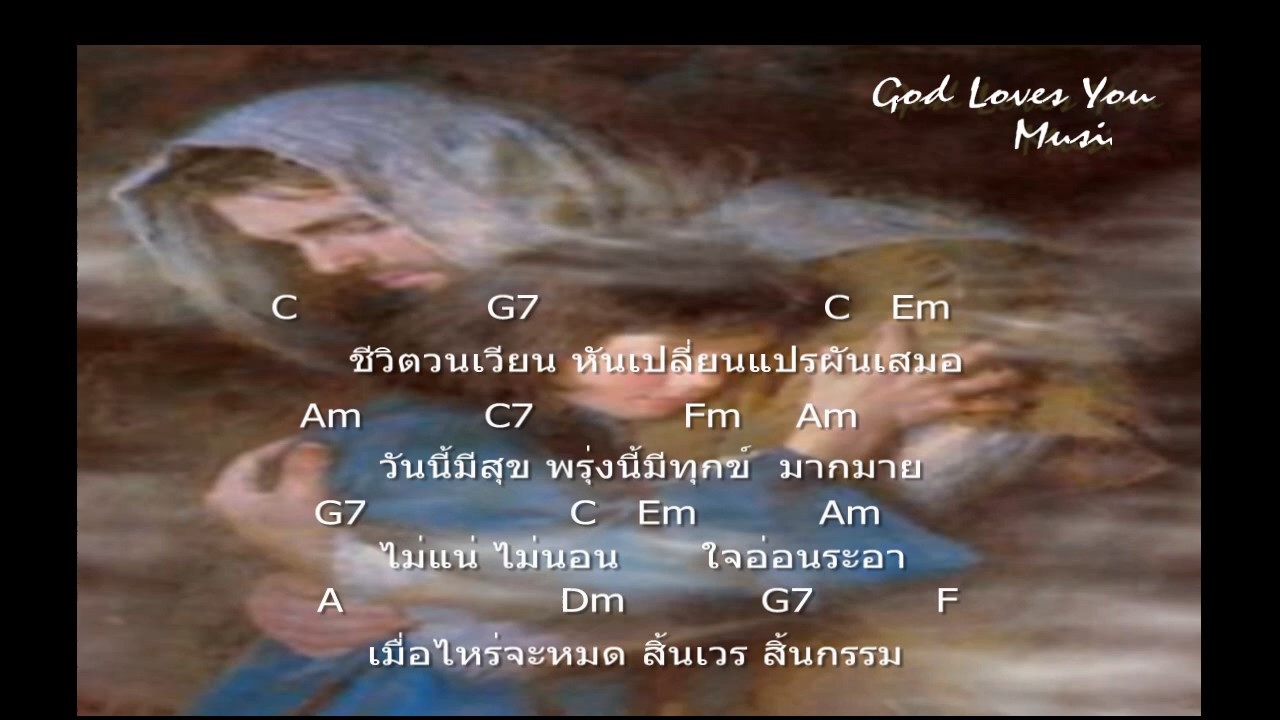 God Loves You
Musi
C G7 C Em
ชีวิตวนเวียน หันเปลี่ยนแปรผันเสมอ
Am C7 Fm Am
วันนี้มีสุข พรุ่งนี้มีทุกข์ มากมาย
G7 C Em Am
ไม่แน่ ไม่นอน ใจอ่อนระอา
A Dm G7 F
เมื่อไหร่จะหมด สิ้นเวร สิ้นกรรม